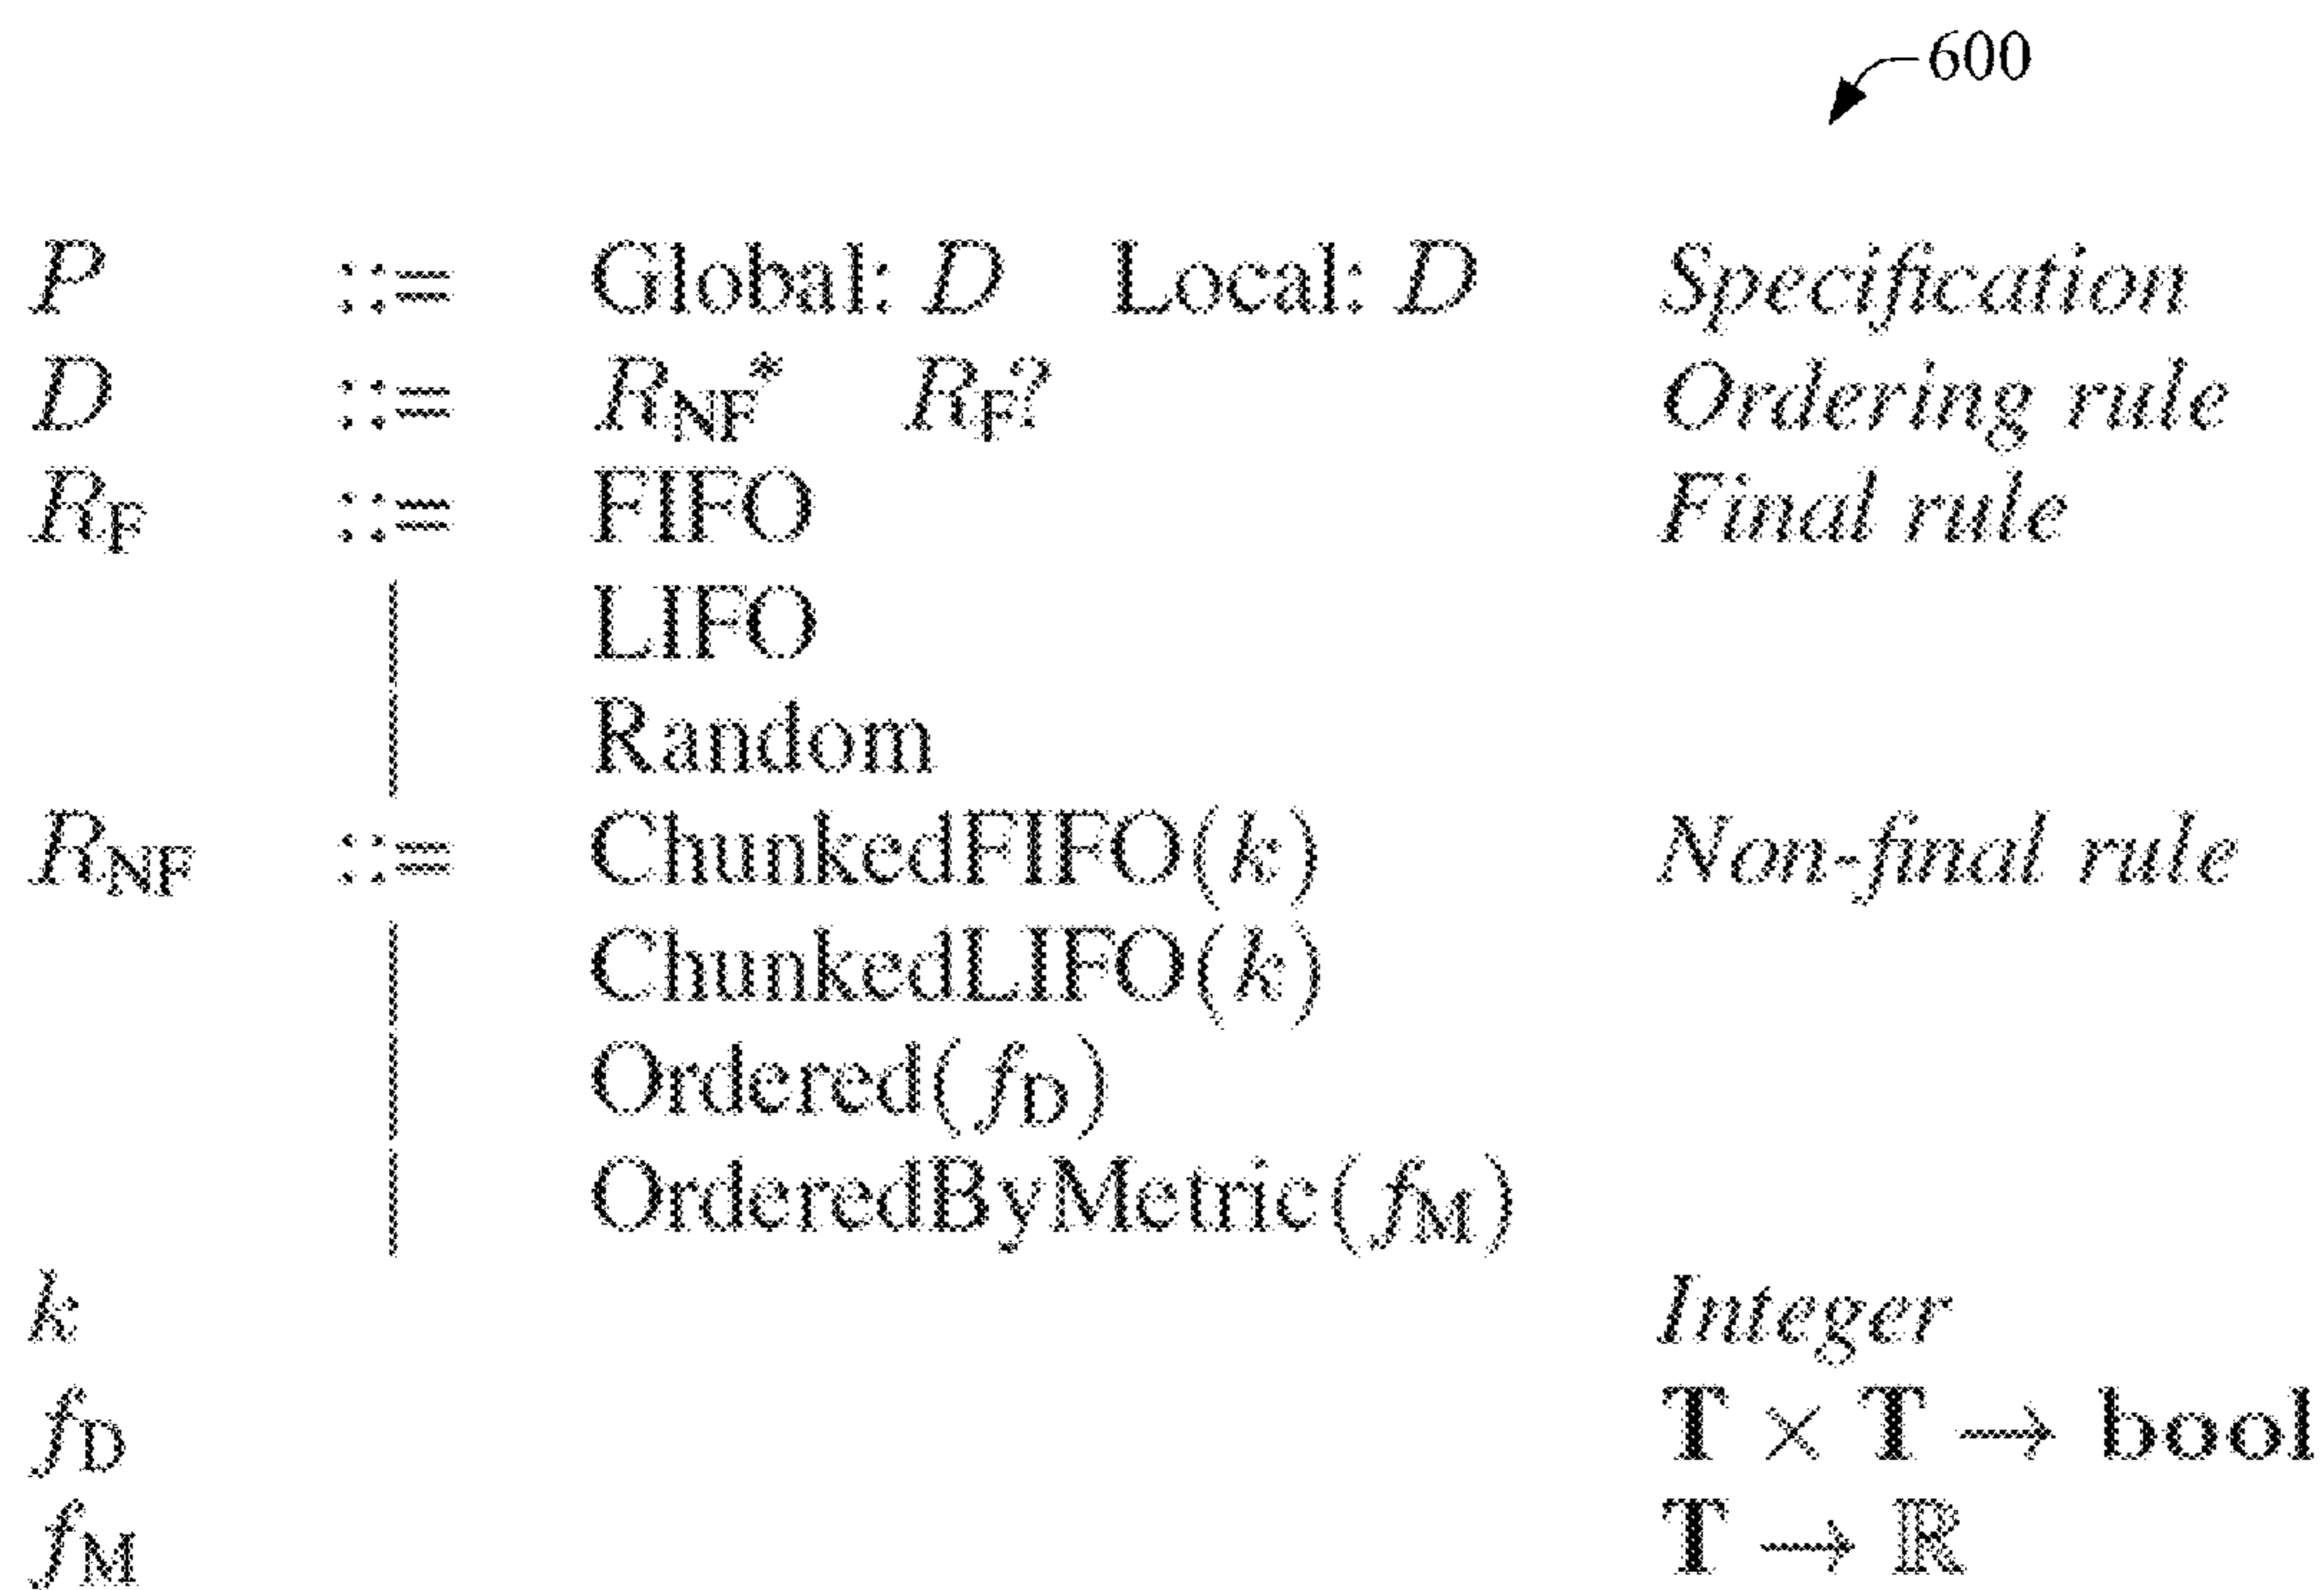 600
P ::= Global: D Local: D Specification
D ::= R_NF* R_F? Ordering rule
R_F ::= FIFO Final rule
| LIFO
| Random
R_NF ::= ChunkedFIFO(k) Non-final rule
| ChunkedLIFO(k)
| Ordered(f_D)
| OrderedByMetric(f_M)
k Integer
f_D T × T → bool
f_M T → ℝ